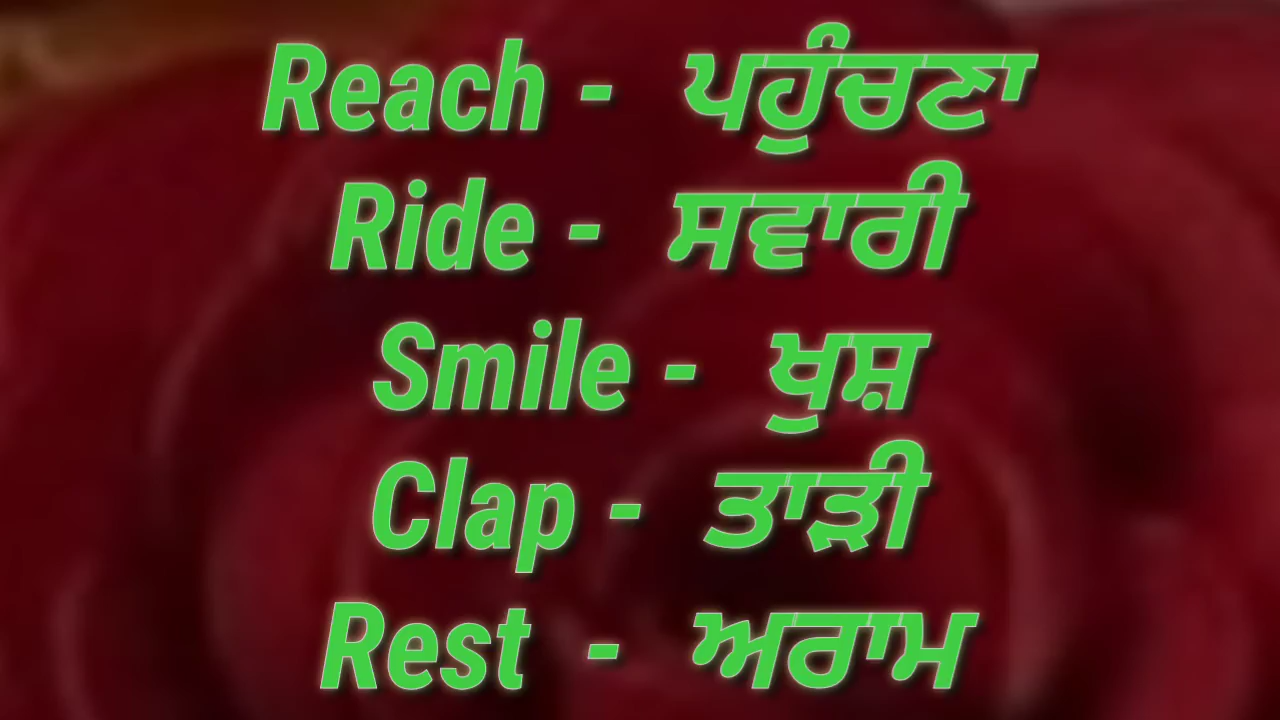 Reach - ਪਹੁੰਚਣਾ
Ride - ਸਵਾਰੀ
Smile - ਖੁਸ਼
Clap - ਤਾੜੀ
Rest - ਅਰਾਮ